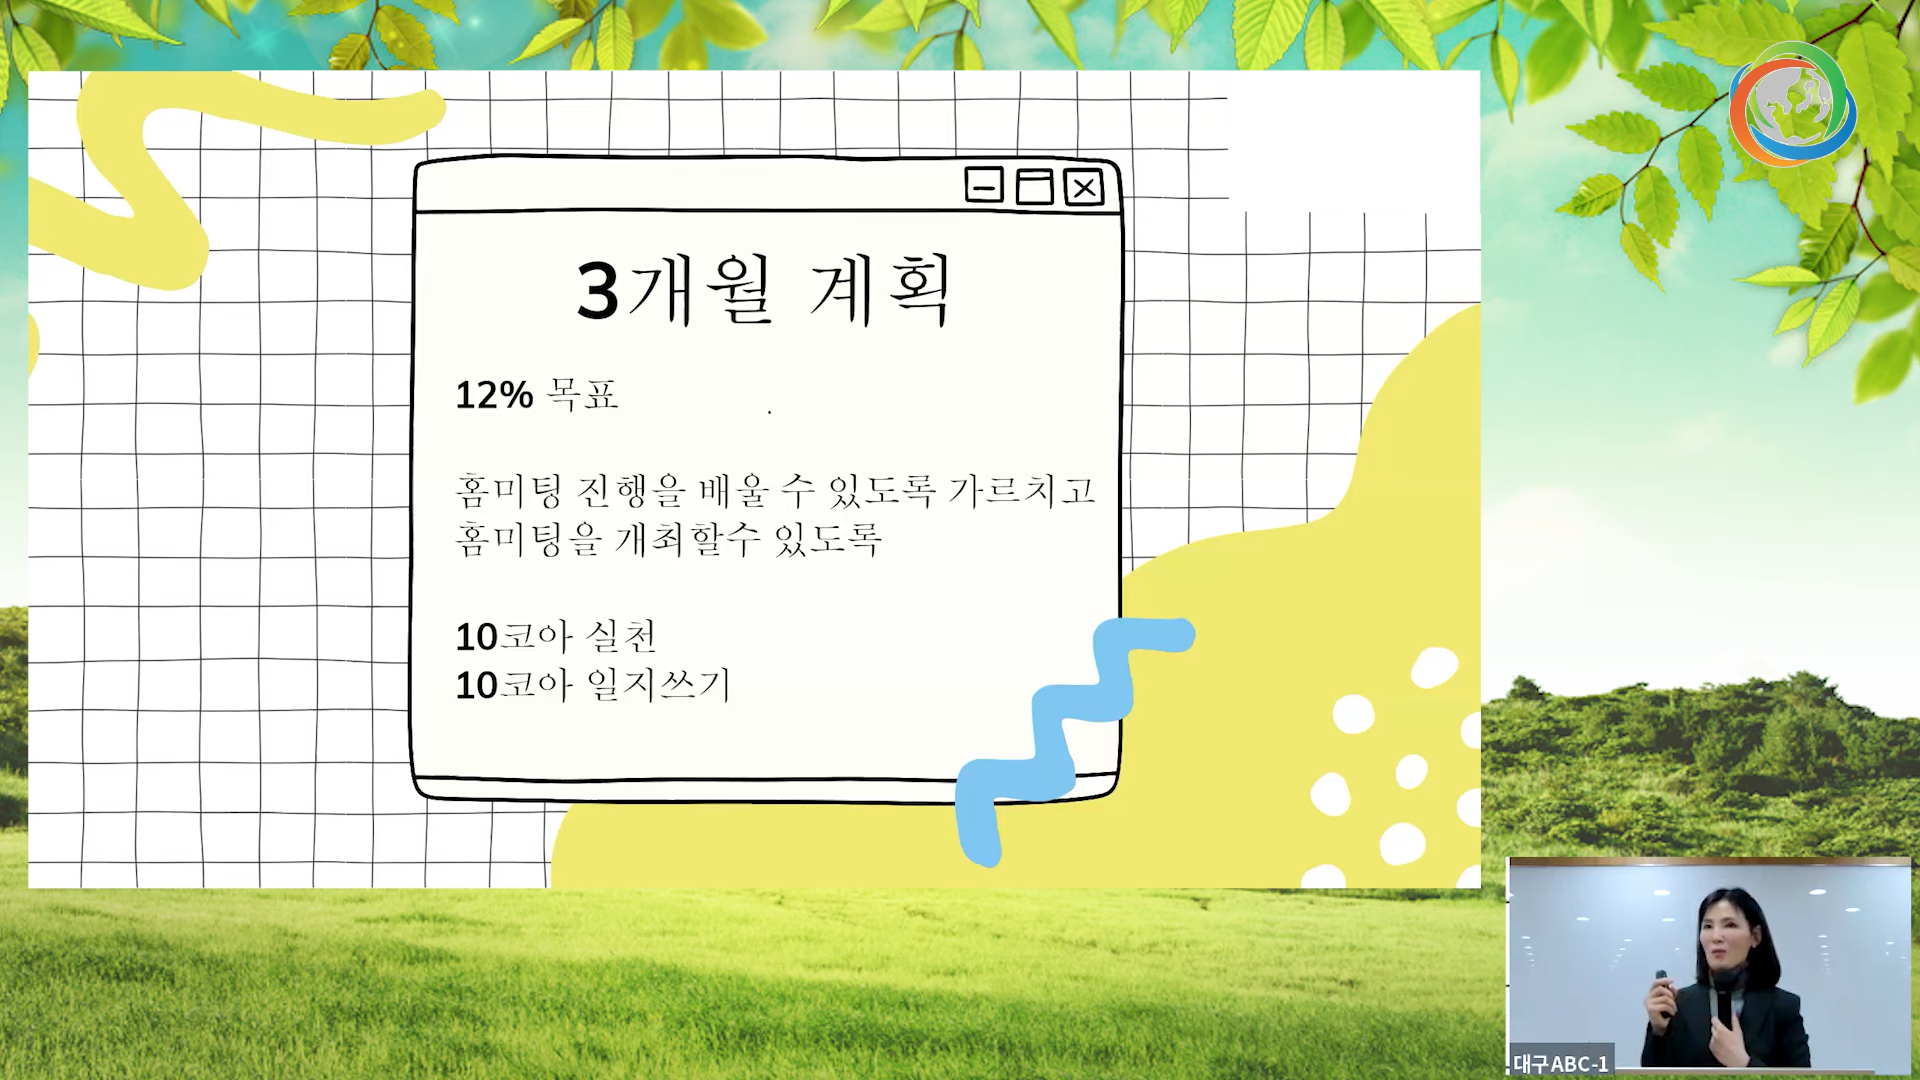 3개월 계획
12% 목표
홈미팅 진행을 배울 수 있도록 가르치고
홈미팅을 개최할수 있도록
10코아 실천
10코아 일지쓰기
대구ABC-1